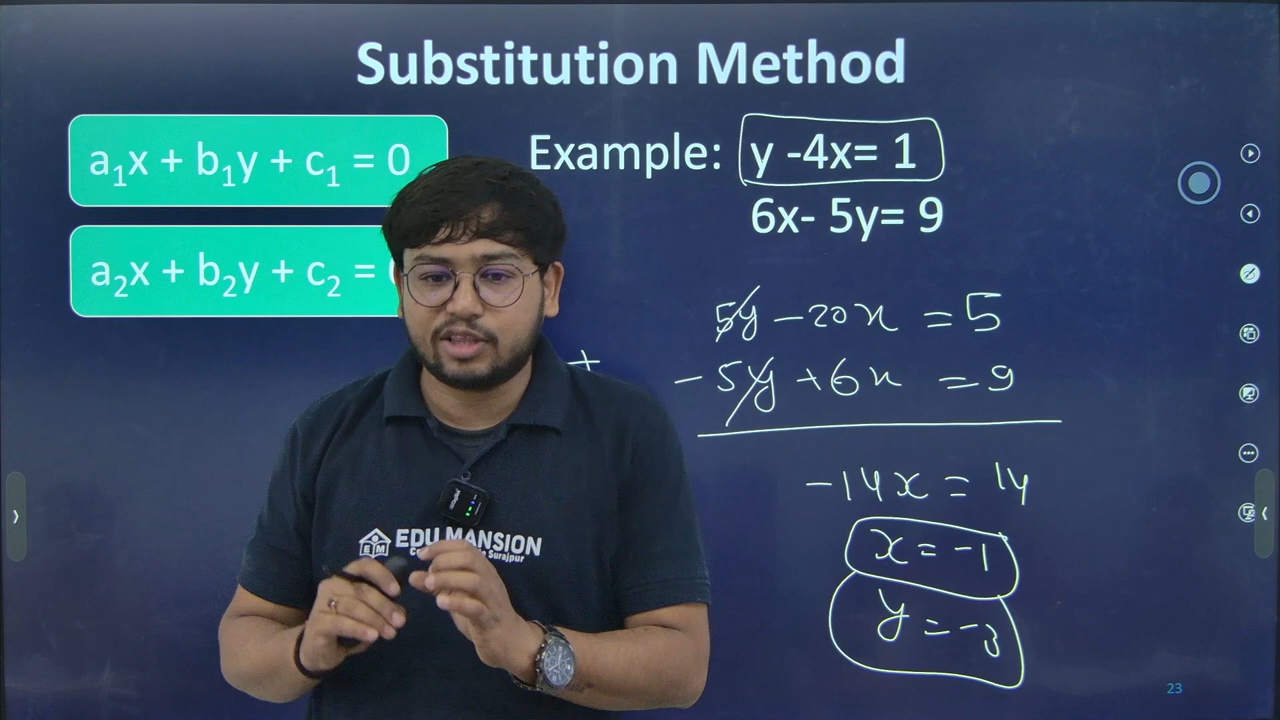 Substitution Method
a₁x + b₁y + c₁ = 0
a₂x + b₂y + c₂ =
Example: y -4x= 1
6x- 5y= 9
5y - 20x = 5
+ - 5y + 6x = 9
-14x = 14
x = -1
y = -3
EDU MANSION
Surajpur
23